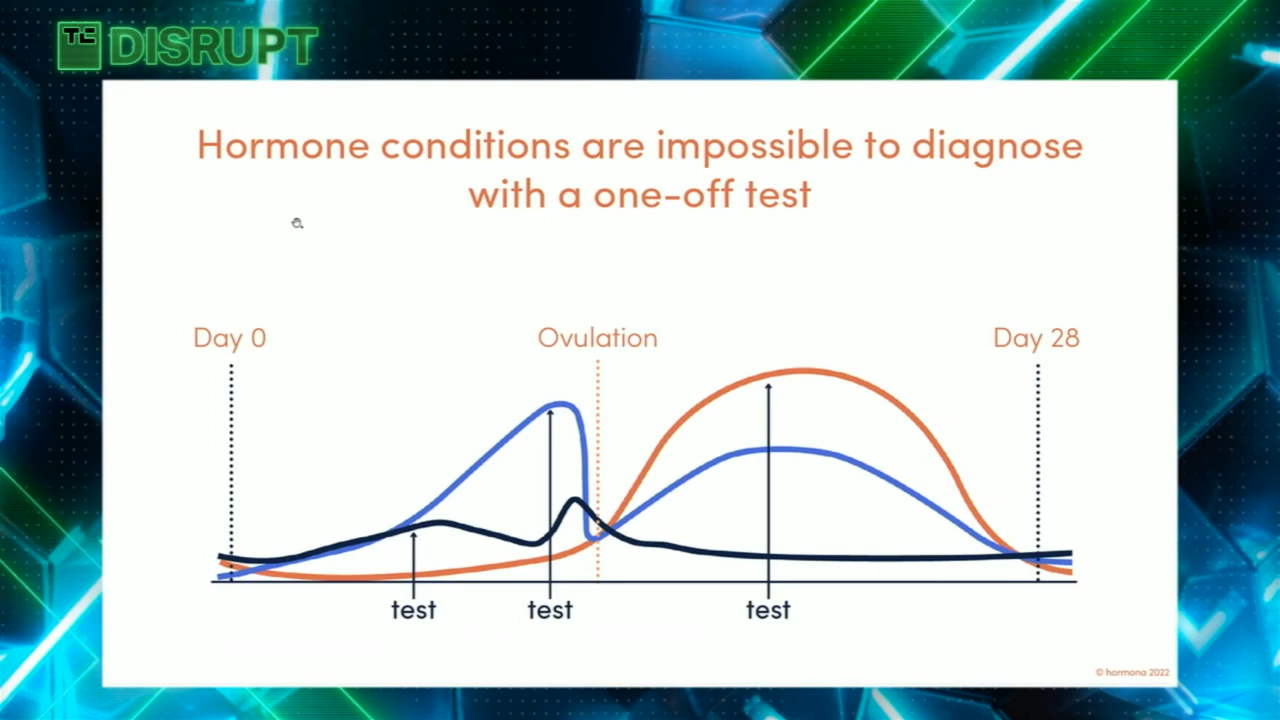 TC DISRUPT
Hormone conditions are impossible to diagnose
with a one-off test
Day 0
Ovulation
Day 28
test
test
test
© hormona 2022